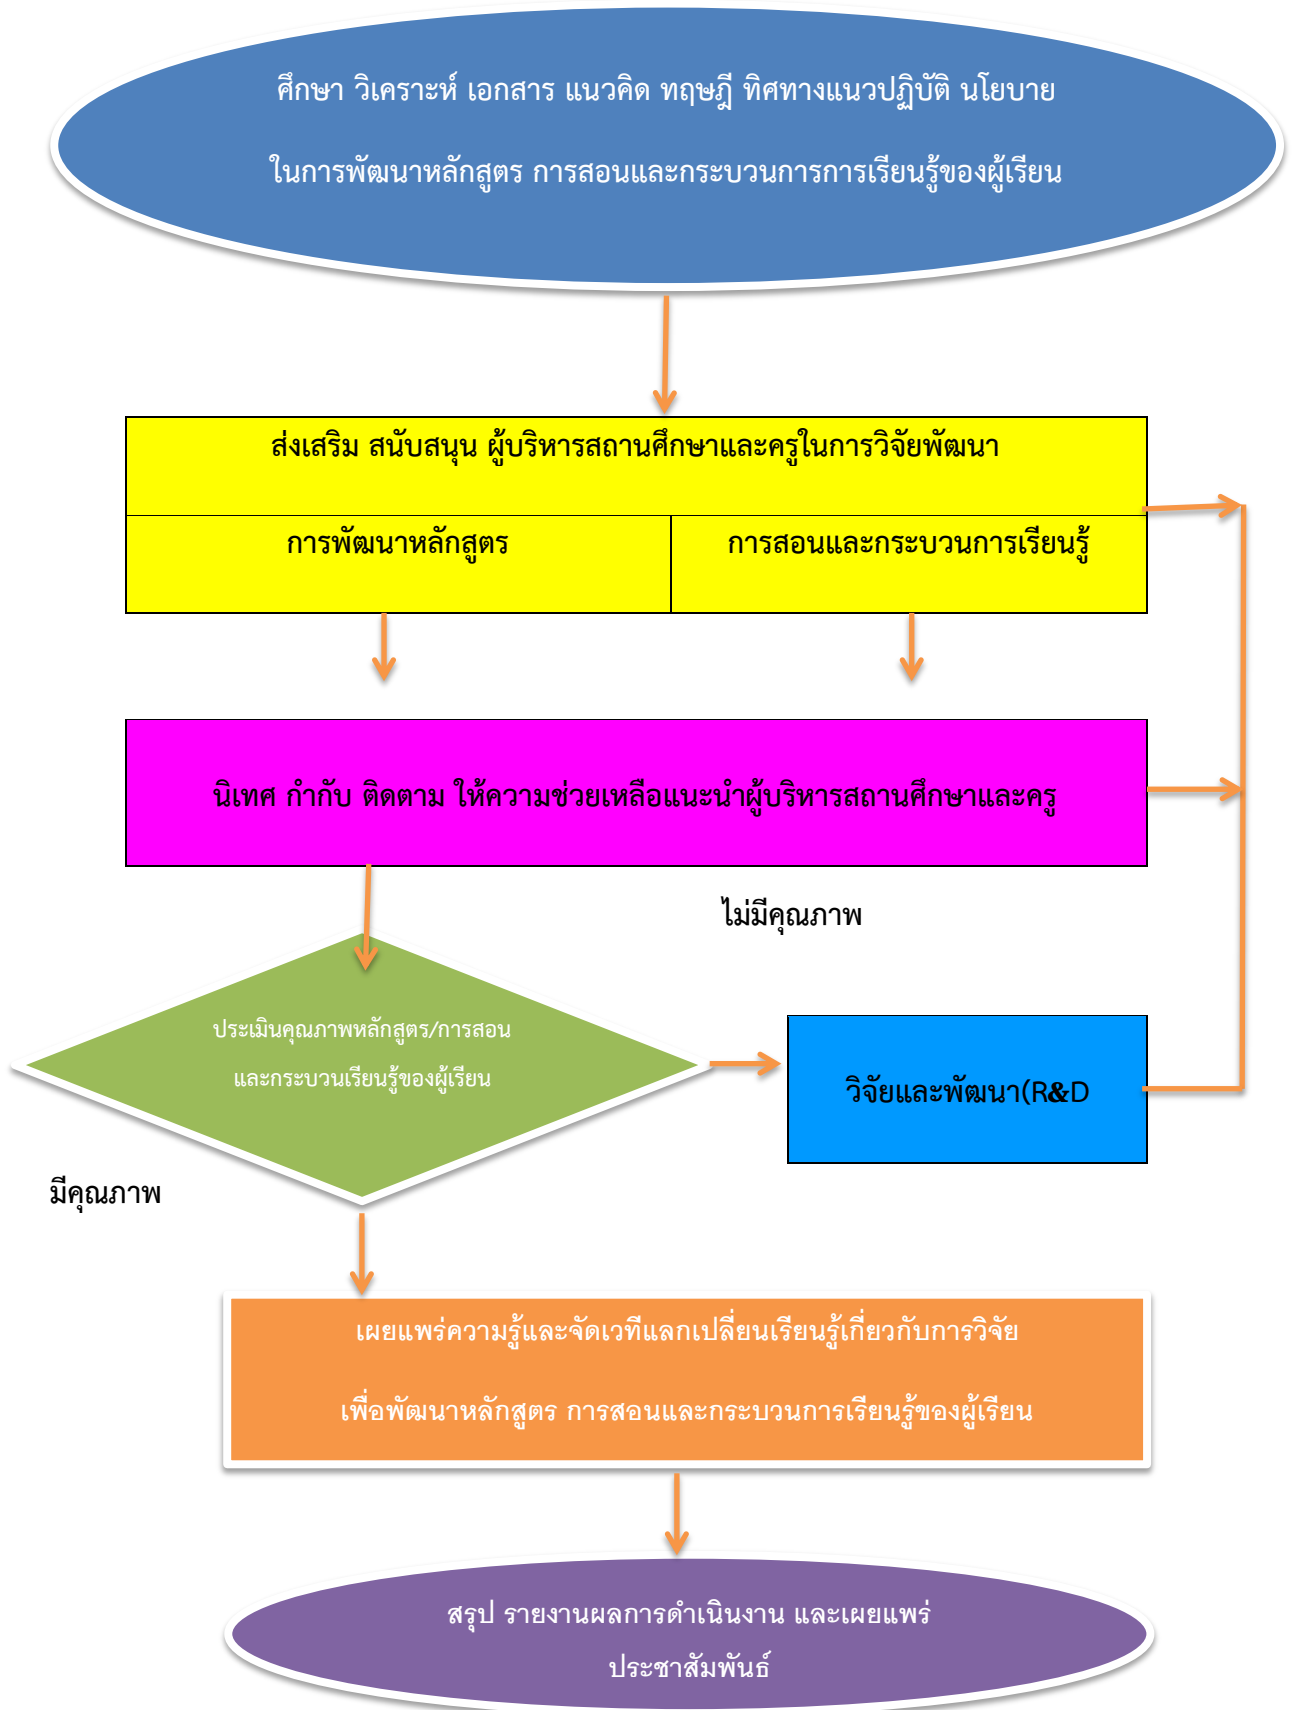 ศึกษา วิเคราะห์ เอกสาร แนวคิด ทฤษฎี ทิศทางแนวปฏิบัติ นโยบาย
ในการพัฒนาหลักสูตร การสอนและกระบวนการการเรียนรู้ของผู้เรียน
ส่งเสริม สนับสนุน ผู้บริหารสถานศึกษาและครูในการวิจัยพัฒนา
การพัฒนาหลักสูตร
การสอนและกระบวนการเรียนรู้
นิเทศ กำกับ ติดตาม ให้ความช่วยเหลือแนะนำผู้บริหารสถานศึกษาและครู
ไม่มีคุณภาพ
ประเมินคุณภาพหลักสูตร/การสอน
และกระบวนเรียนรู้ของผู้เรียน
วิจัยและพัฒนา(R&D
มีคุณภาพ
เผยแพร่ความรู้และจัดเวทีแลกเปลี่ยนเรียนรู้เกี่ยวกับการวิจัย
เพื่อพัฒนาหลักสูตร การสอนและกระบวนการเรียนรู้ของผู้เรียน
สรุป รายงานผลการดำเนินงาน และเผยแพร่
ประชาสัมพันธ์